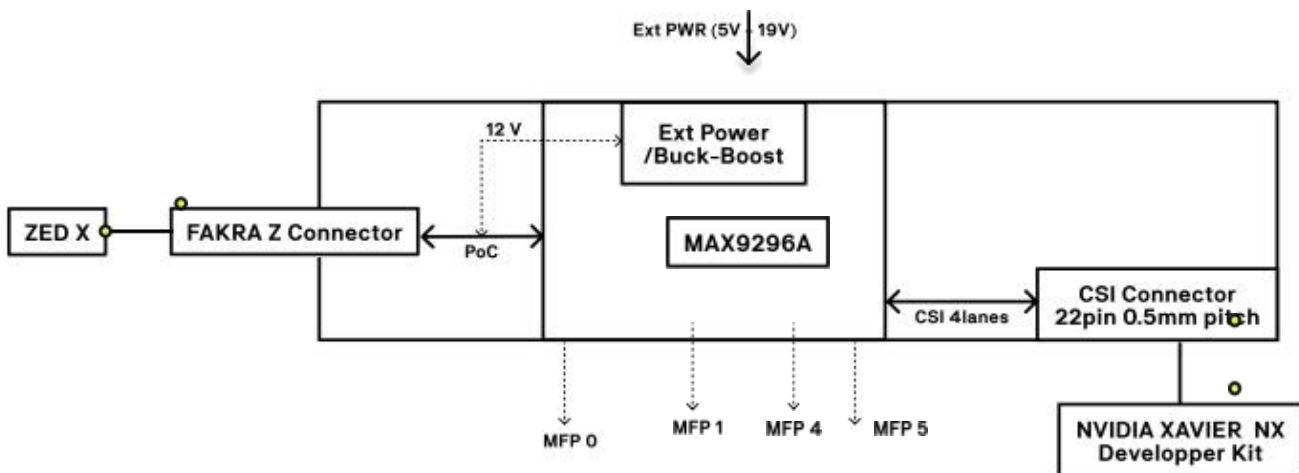 Ext PWR (5V - 19V)
12 V
Ext Power
/Buck-Boost
ZED X
FAKRA Z Connector
PoC
MAX9296A
CSI 4lanes
CSI Connector
22pin 0.5mm pitch
MFP 0
MFP 1
MFP 4
MFP 5
NVIDIA XAVIER NX
Developper Kit